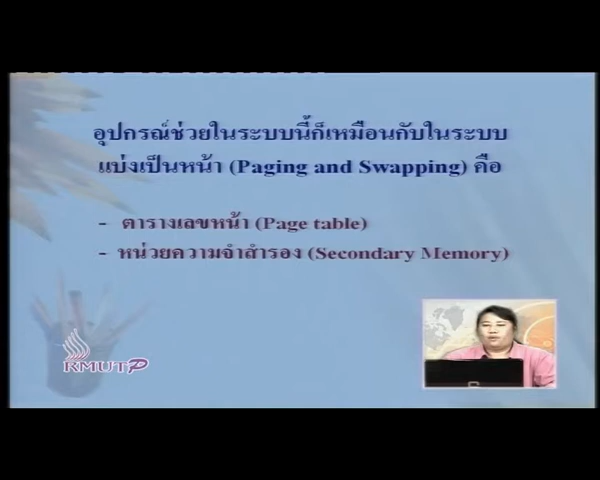 อุปกรณ์ช่วยในระบบนี้ก็เหมือนกับในระบบ
แบ่งเป็นหน้า (Paging and Swapping) คือ
- ตารางเลขหน้า (Page table)
- หน่วยความจำสำรอง (Secondary Memory)
RMUTP